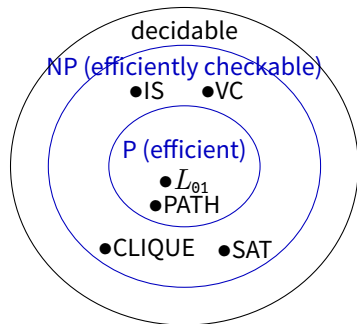 decidable
NP (efficiently checkable)
●IS ●VC
P (efficient)
●L₀₁
●PATH
●CLIQUE ●SAT